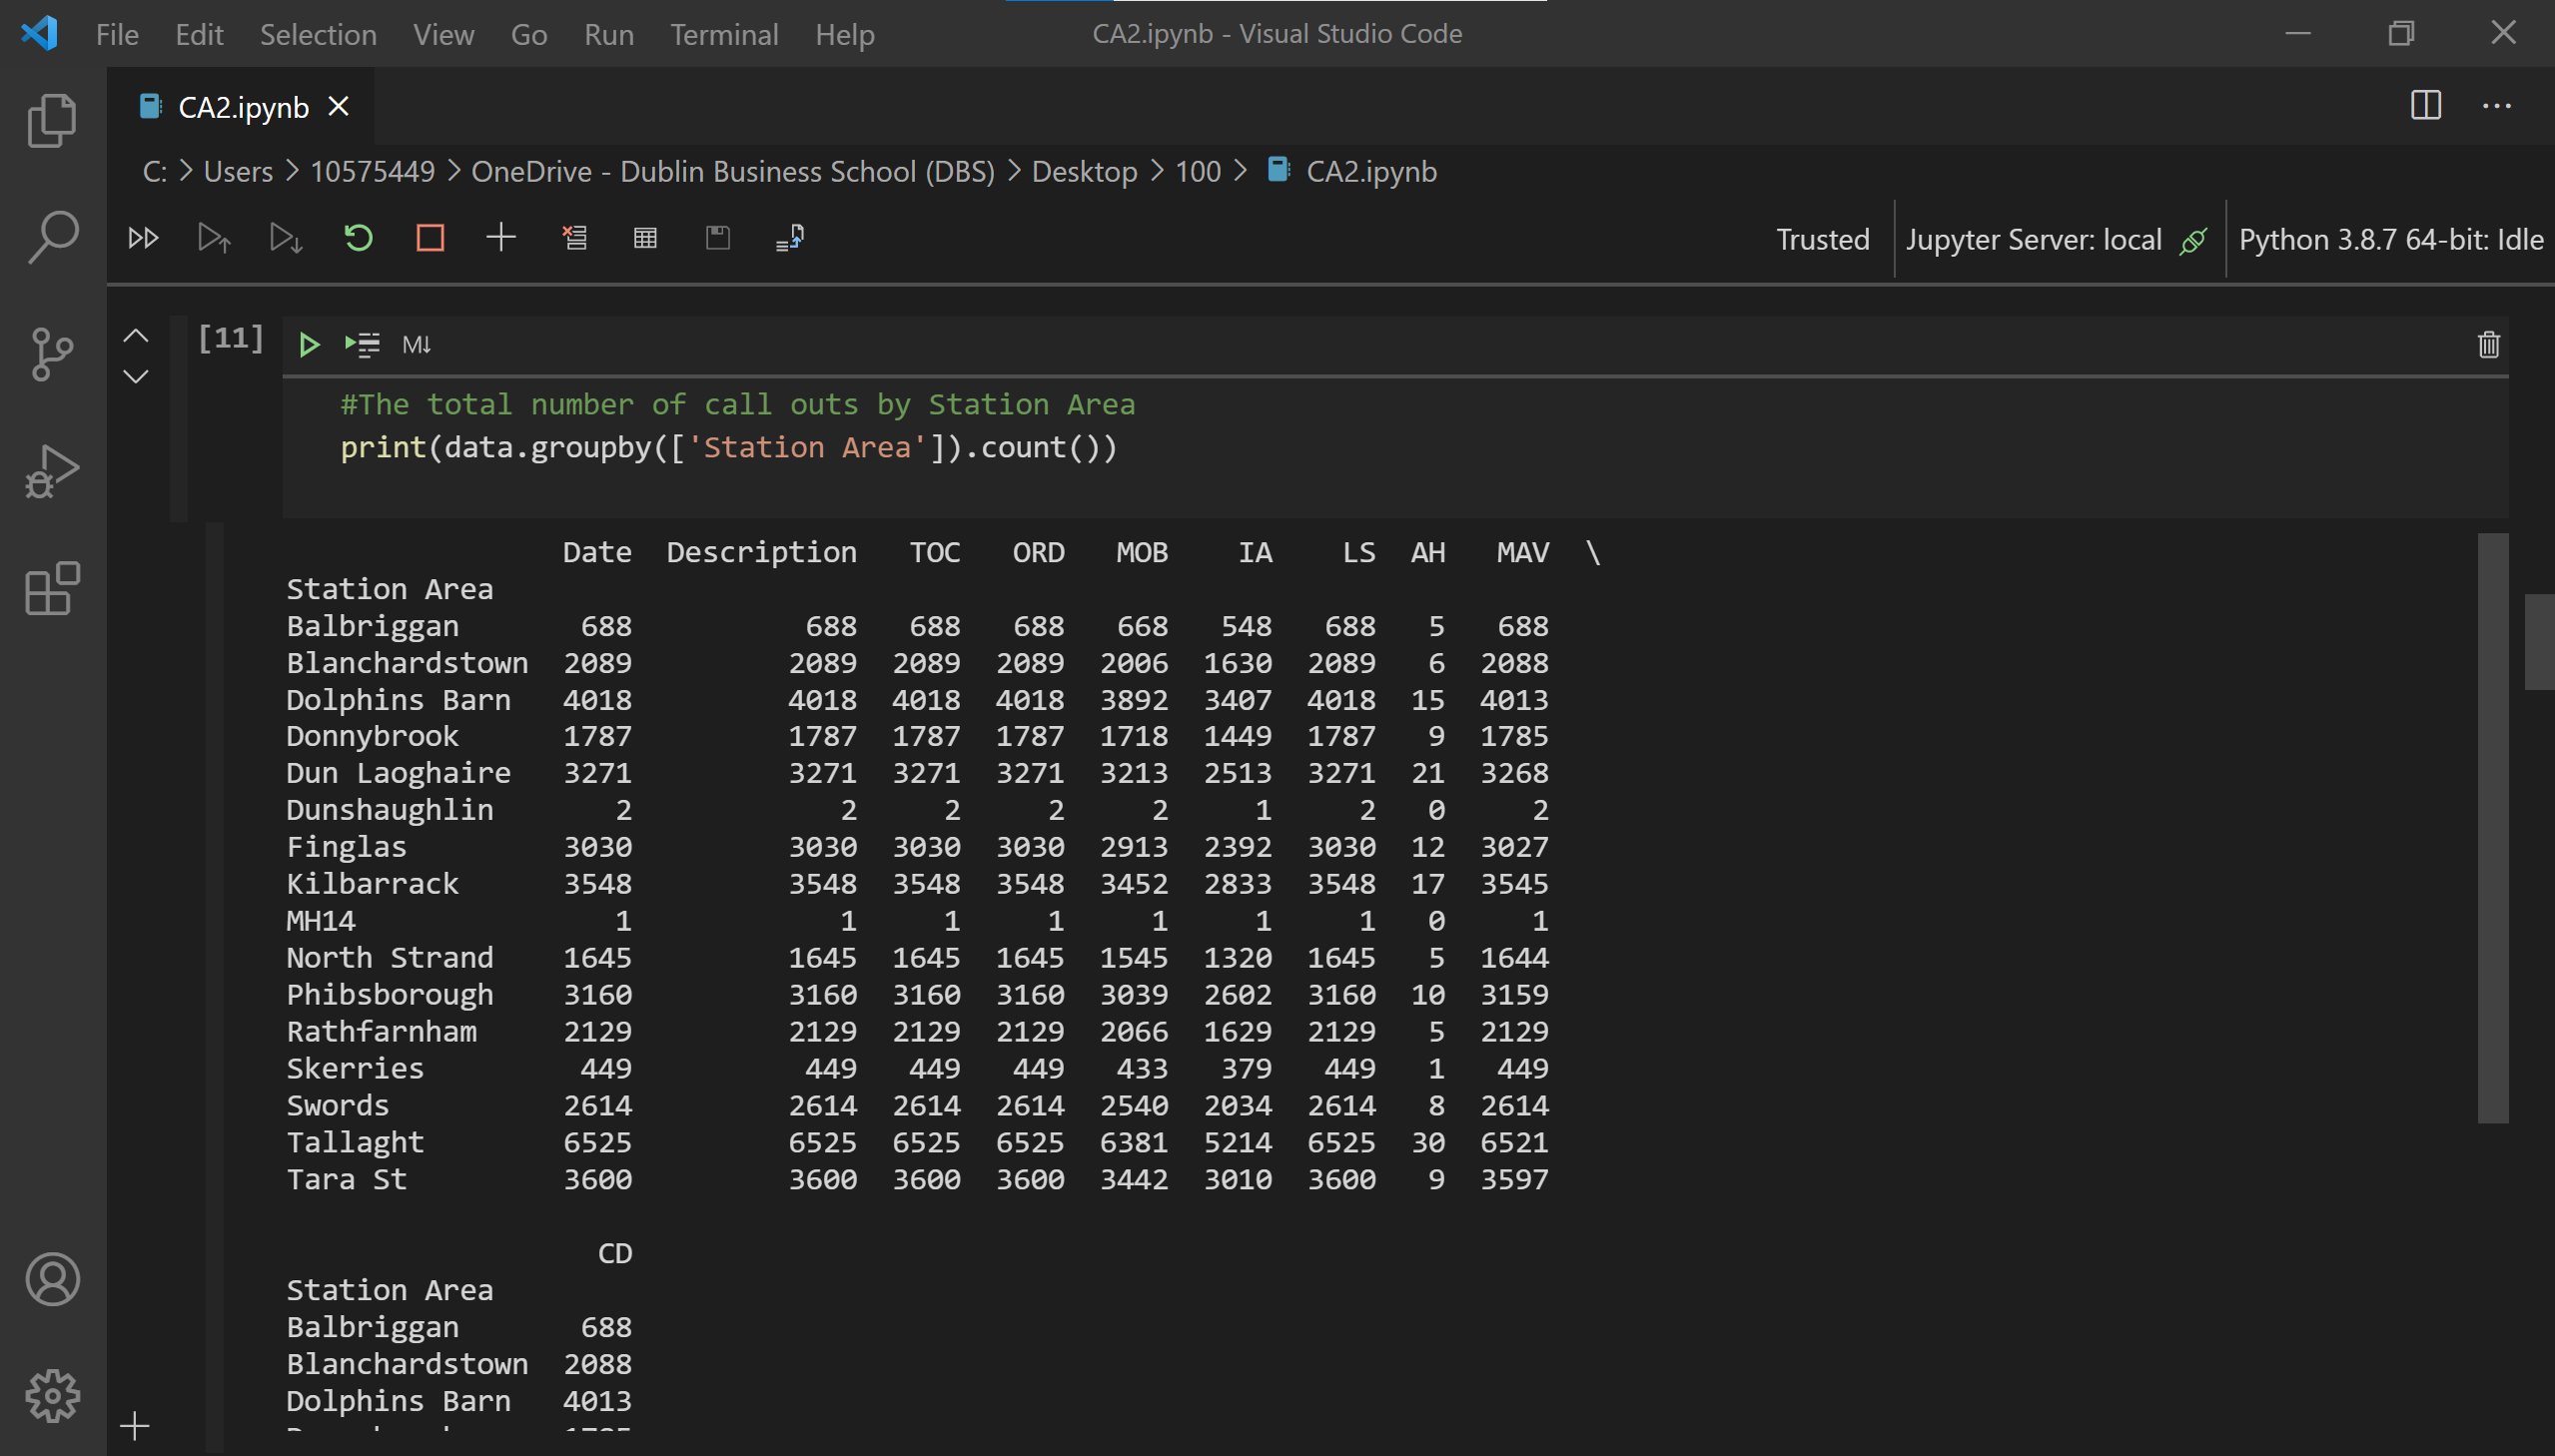 File Edit Selection View Go Run Terminal Help CA2.ipynb - Visual Studio Code
CA2.ipynb
C: > Users > 10575449 > OneDrive - Dublin Business School (DBS) > Desktop > 100 > CA2.ipynb
Trusted Jupyter Server: local Python 3.8.7 64-bit: Idle
[11] M↓
#The total number of call outs by Station Area
print(data.groupby(['Station Area']).count())
Date Description TOC ORD MOB IA LS AH MAV \
Station Area
Balbriggan 688 688 688 688 668 548 688 5 688
Blanchardstown 2089 2089 2089 2089 2006 1630 2089 6 2088
Dolphins Barn 4018 4018 4018 4018 3892 3407 4018 15 4013
Donnybrook 1787 1787 1787 1787 1718 1449 1787 9 1785
Dun Laoghaire 3271 3271 3271 3271 3213 2513 3271 21 3268
Dunshaughlin 2 2 2 2 2 1 2 0 2
Finglas 3030 3030 3030 3030 2913 2392 3030 12 3027
Kilbarrack 3548 3548 3548 3548 3452 2833 3548 17 3545
MH14 1 1 1 1 1 1 1 0 1
North Strand 1645 1645 1645 1645 1545 1320 1645 5 1644
Phibsborough 3160 3160 3160 3160 3039 2602 3160 10 3159
Rathfarnham 2129 2129 2129 2129 2066 1629 2129 5 2129
Skerries 449 449 449 449 433 379 449 1 449
Swords 2614 2614 2614 2614 2540 2034 2614 8 2614
Tallaght 6525 6525 6525 6525 6381 5214 6525 30 6521
Tara St 3600 3600 3600 3600 3442 3010 3600 9 3597
CD
Station Area
Balbriggan 688
Blanchardstown 2088
Dolphins Barn 4013